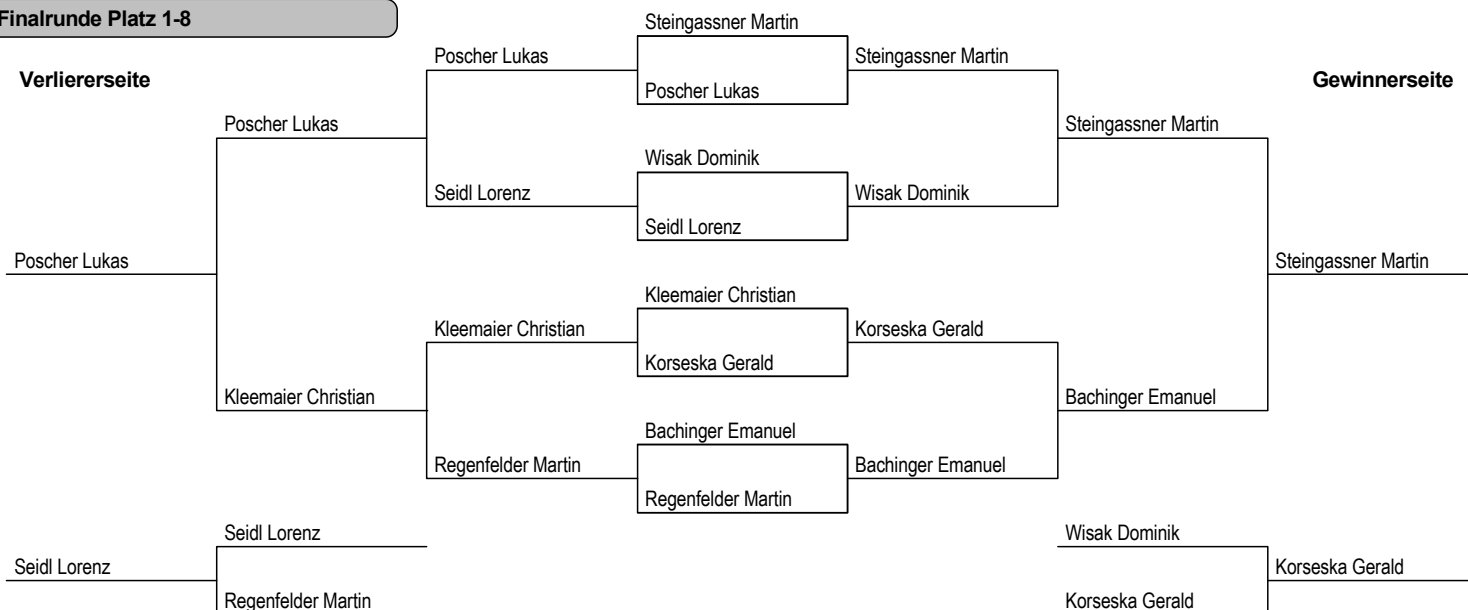 Finalrunde Platz 1-8
Steingassner Martin
Poscher Lukas
Steingassner Martin
Verliererseite
Gewinnerseite
Poscher Lukas
Poscher Lukas
Steingassner Martin
Wisak Dominik
Seidl Lorenz
Wisak Dominik
Seidl Lorenz
Poscher Lukas
Steingassner Martin
Kleemaier Christian
Kleemaier Christian
Korseska Gerald
Korseska Gerald
Kleemaier Christian
Bachinger Emanuel
Bachinger Emanuel
Regenfelder Martin
Bachinger Emanuel
Regenfelder Martin
Seidl Lorenz
Wisak Dominik
Seidl Lorenz
Korseska Gerald
Regenfelder Martin
Korseska Gerald